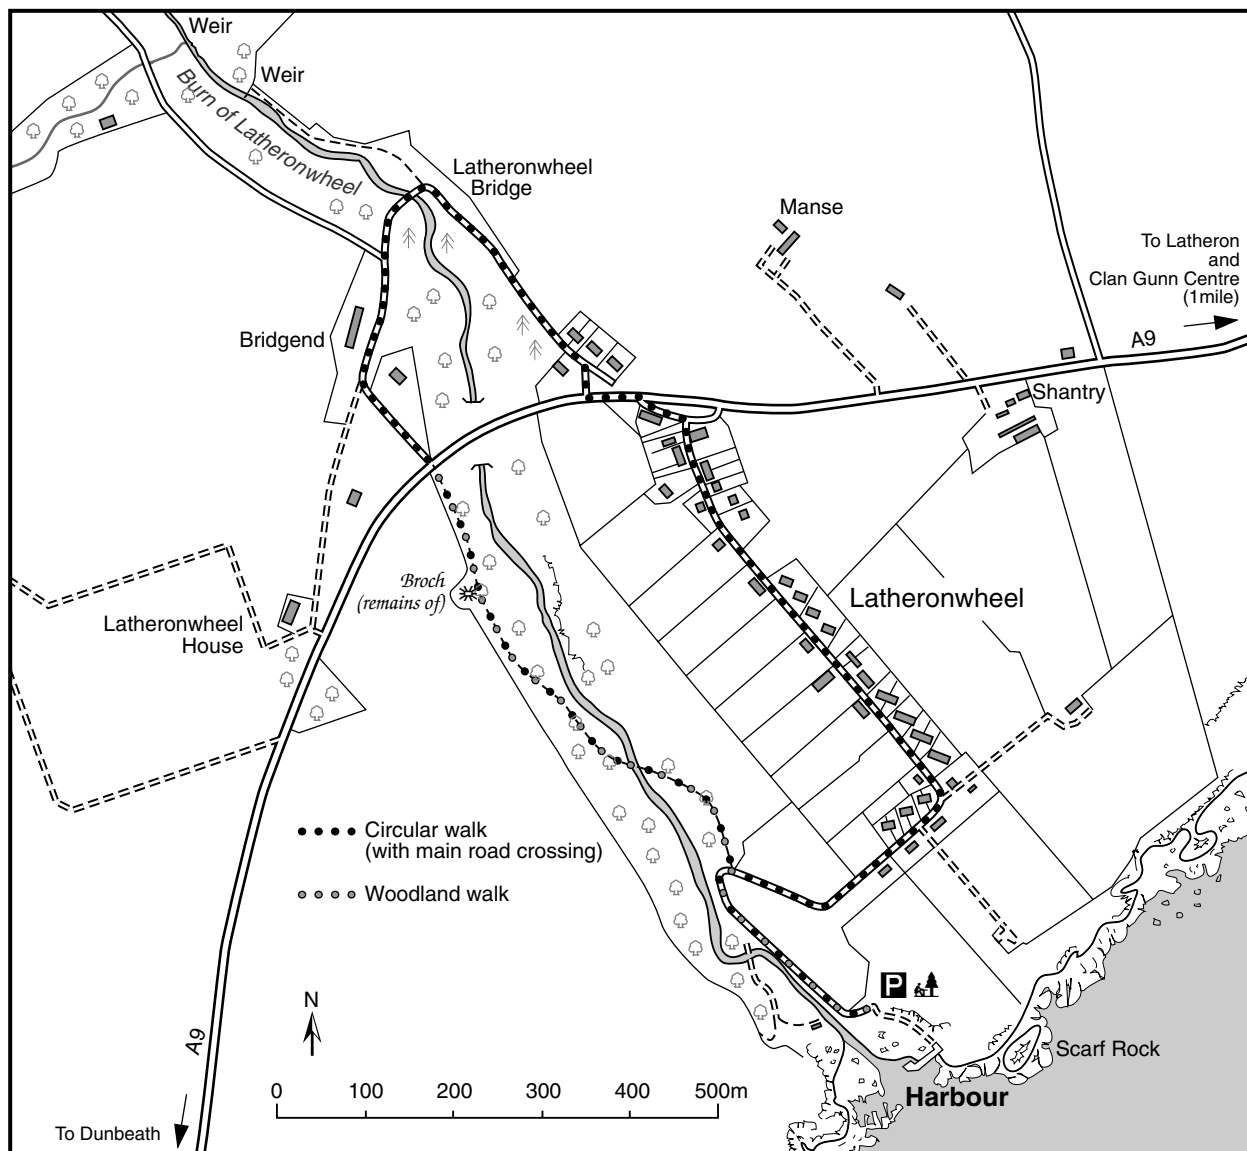 Weir
Weir
Burn of Latheronwheel
Latheronwheel
Bridge
Manse
To Latheron
and
Clan Gunn Centre
(1mile)
A9
Bridgend
Shantry
Broch
(remains of)
Latheronwheel
Latheronwheel
House
Circular walk
(with main road crossing)
Woodland walk
P
N
A9
Scarf Rock
0 100 200 300 400 500m
Harbour
To Dunbeath